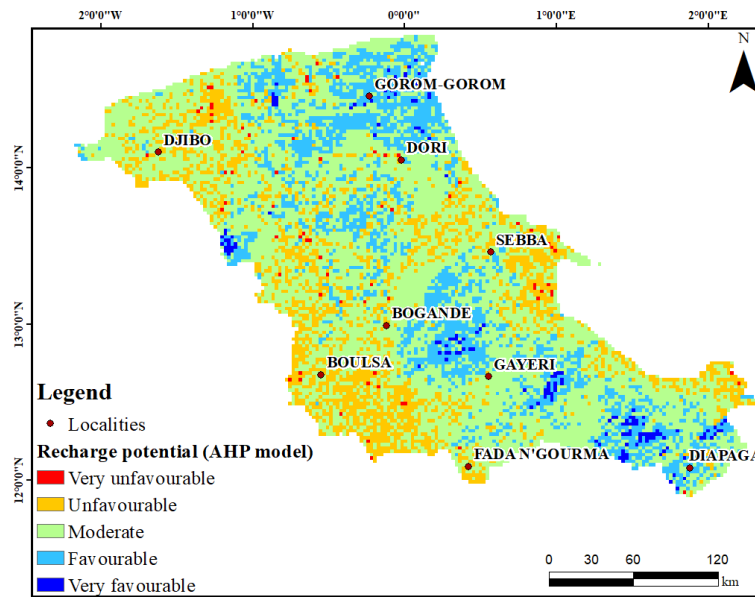 2°0'0"W
1°0'0"W
0°0'0"E
1°0'0"E
2°0'0"E
N
GOROM-GOROM
DJIBO
DORI
14°0'0"N
SEBBA
BOGANDE
13°0'0"N
BOULSA
GAYERI
Legend
Localities
Recharge potential (AHP model)
FADA N'GOURMA
DIAPAGA
12°0'0"N
Very unfavourable
Unfavourable
Moderate
Favourable
Very favourable
0 30 60 120
km